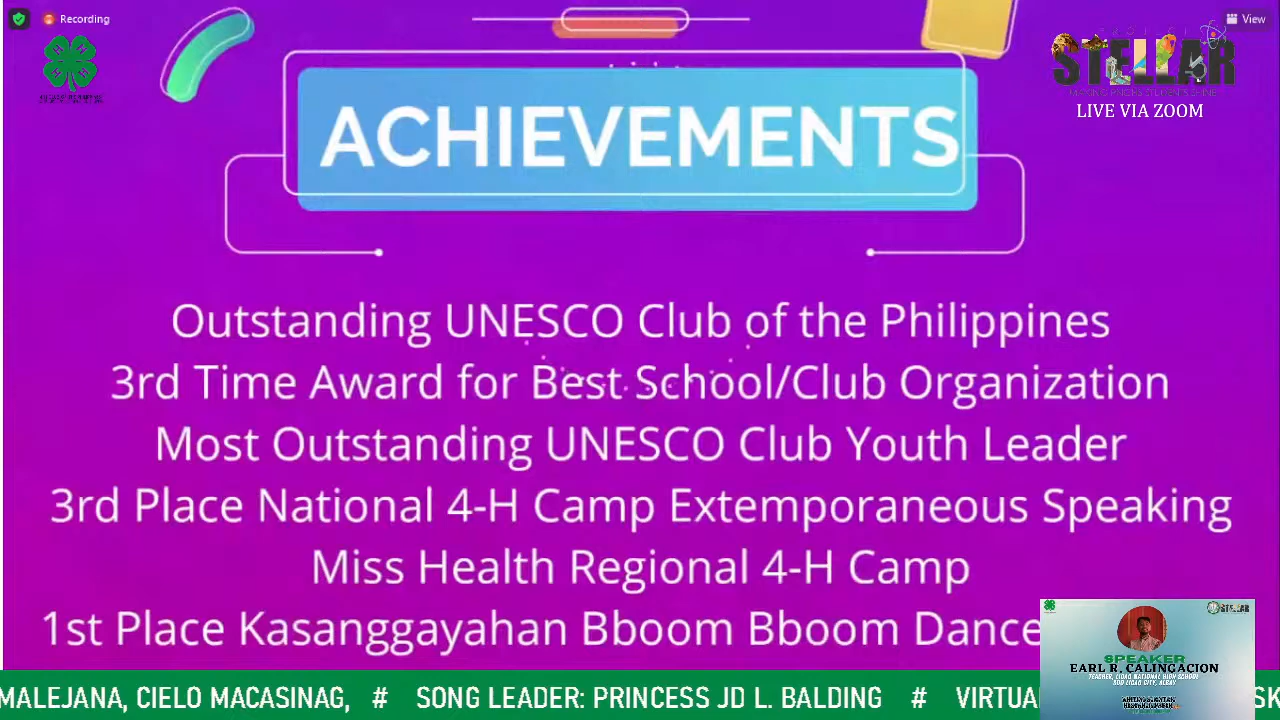 Recording
View
STELLAR
LIVE VIA ZOOM
ACHIEVEMENTS
Outstanding UNESCO Club of the Philippines
3rd Time Award for Best School/Club Organization
Most Outstanding UNESCO Club Youth Leader
3rd Place National 4-H Camp Extemporaneous Speaking
Miss Health Regional 4-H Camp
1st Place Kasanggayahan Bboom Bboom Dance
STELLAR
SPEAKER
EARL R. CALINGACION
MALEJANA, CIELO MACASINAG, # SONG LEADER: PRINCESS JD L. BALDING # VIRTUA
SK